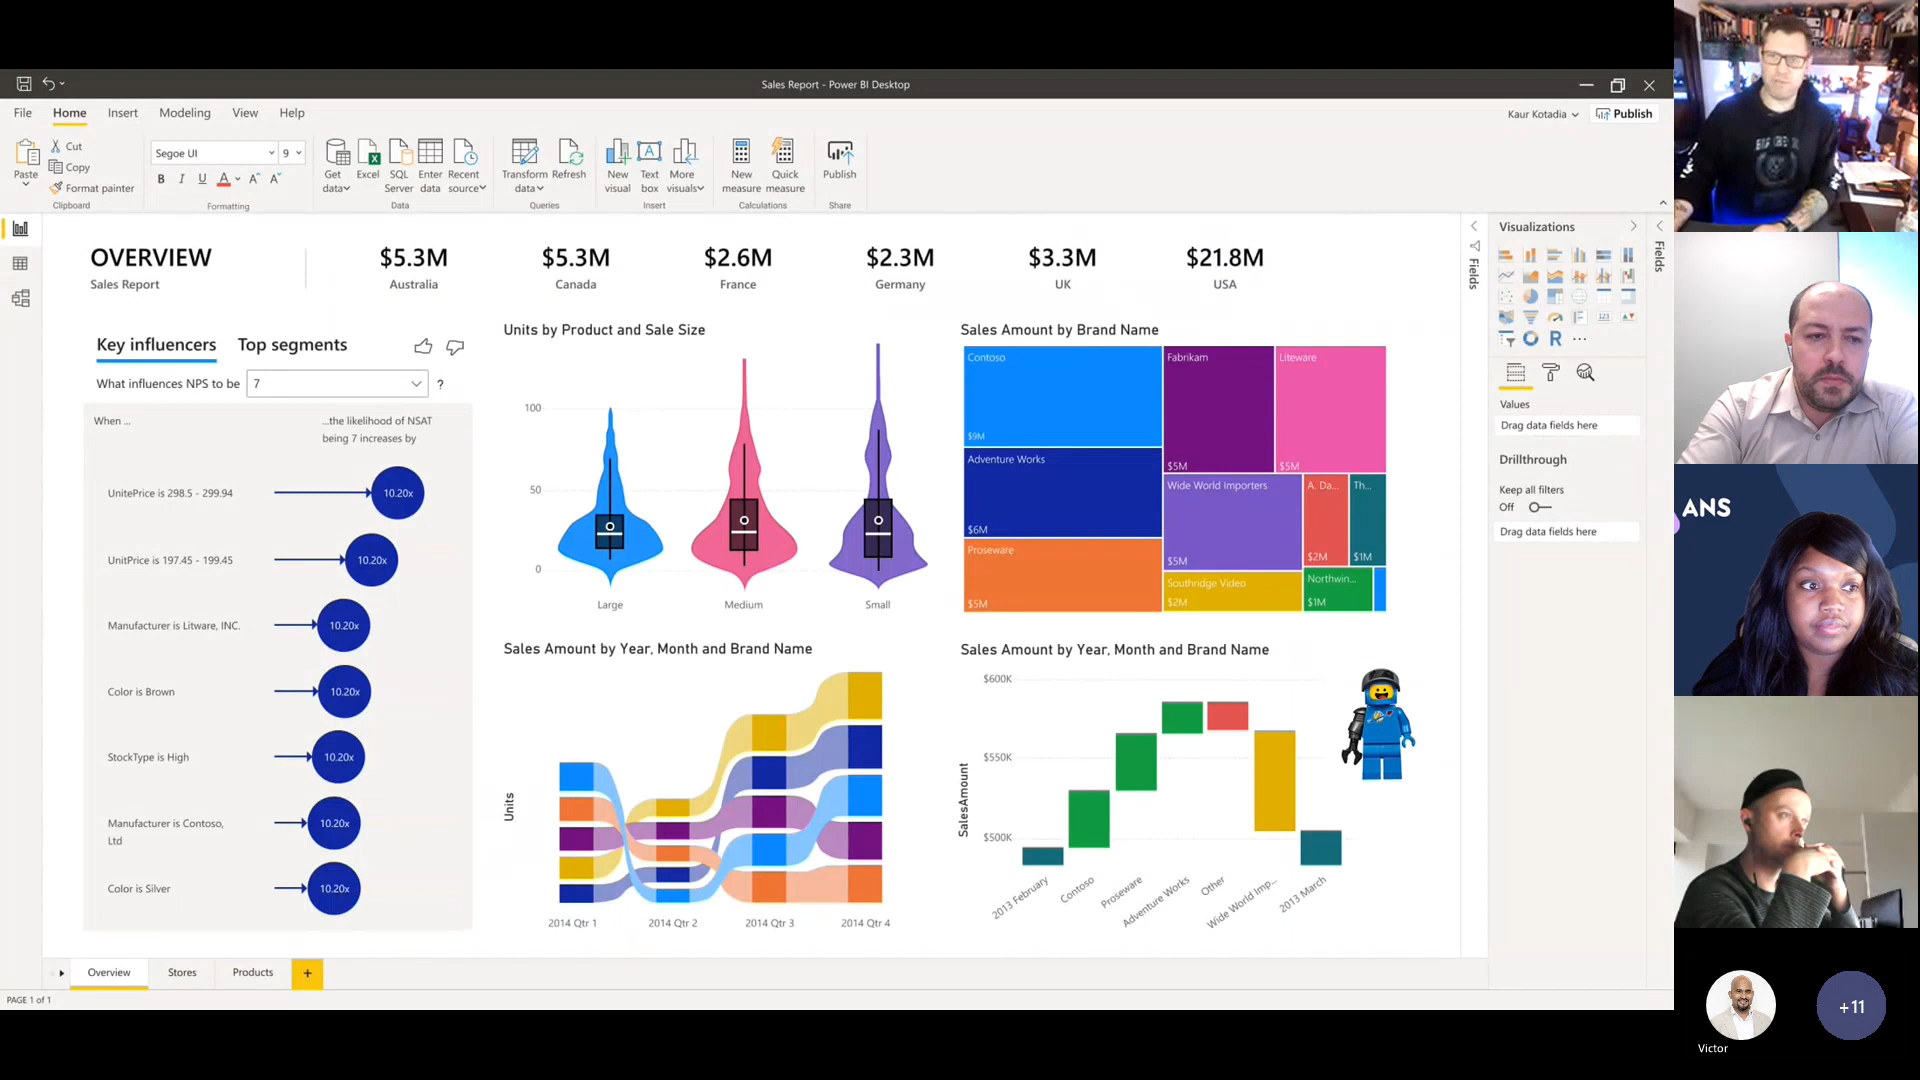 Sales Report - Power BI Desktop
File Home Insert Modeling View Help
Kaur Kotadia
Publish
Paste
Cut
Copy
Format painter
Clipboard
Segoe UI 9
B I U A A A
Formatting
Get data
Excel
SQL Server
Enter data
Recent source
Data
Transform data
Refresh
Queries
New visual
Text box
More visuals
Insert
New measure
Quick measure
Calculations
Publish
Share
OVERVIEW
Sales Report
$5.3M
Australia
$5.3M
Canada
$2.6M
France
$2.3M
Germany
$3.3M
UK
$21.8M
USA
Key influencers Top segments
What influences NPS to be 7 ?
When ...
...the likelihood of NSAT
being 7 increases by
UnitePrice is 298.5 - 299.94 10.20x
UnitPrice is 197.45 - 199.45 10.20x
Manufacturer is Litware, INC. 10.20x
Color is Brown 10.20x
StockType is High 10.20x
Manufacturer is Contoso,
Ltd
10.20x
Color is Silver 10.20x
Units by Product and Sale Size
100
50
0
Large Medium Small
Sales Amount by Brand Name
Contoso
$9M
Adventure Works
$6M
Proseware
$5M
Fabrikam
$5M
Liteware
$5M
Wide World Importers
$5M
Southridge Video
$2M
A. Da...
$2M
Th...
$1M
Northwin...
$1M
Sales Amount by Year, Month and Brand Name
Units
2014 Qtr 1 2014 Qtr 2 2014 Qtr 3 2014 Qtr 4
Sales Amount by Year, Month and Brand Name
SalesAmount
$600K
$550K
$500K
2013 February
Contoso
Proseware
Adventure Works
Other
Wide World Imp...
2013 March
Fields
Visualizations
Fields
123
R ...
Values
Drag data fields here
Drillthrough
Keep all filters
Off
Drag data fields here
Overview Stores Products +
PAGE 1 of 1
ANS
Victor
+11